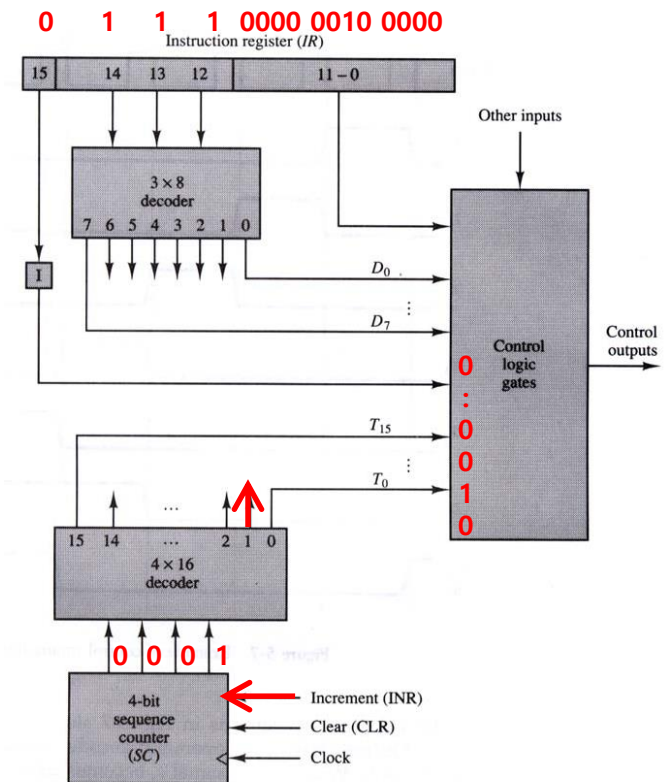 0 1 1 1 0000 0010 0000
Instruction register (IR)
15 14 13 12 11 – 0
Other inputs
3 × 8
decoder
7 6 5 4 3 2 1 0
I
D0
⋮
D7
Control
logic
gates
Control
outputs
0
:
0
0
1
0
T15
⋮
T0
...
15 14 ... 2 1 0
4 × 16
decoder
0 0 0 1
4-bit
sequence
counter
(SC)
Increment (INR)
Clear (CLR)
Clock